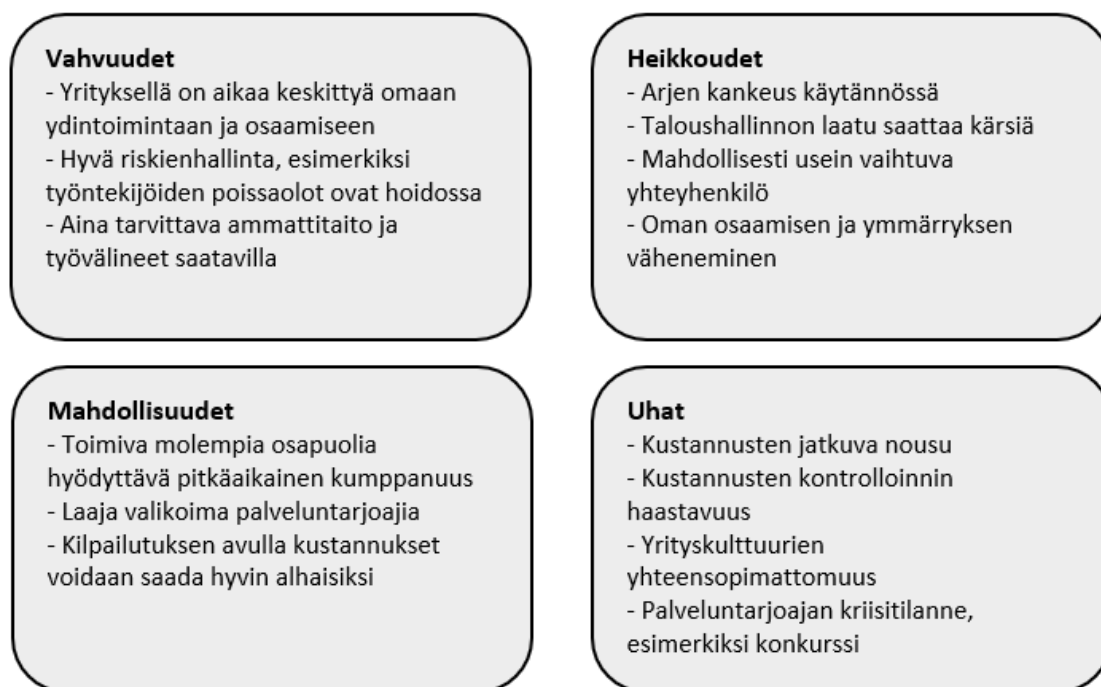 Vahvuudet
- Yrityksellä on aikaa keskittyä omaan
ydintoimintaan ja osaamiseen
- Hyvä riskienhallinta, esimerkiksi
työntekijöiden poissaolot ovat hoidossa
- Aina tarvittava ammattitaito ja
työvälineet saatavilla
Heikkoudet
- Arjen kankeus käytännössä
- Taloushallinnon laatu saattaa kärsiä
- Mahdollisesti usein vaihtuva
yhteyhenkilö
- Oman osaamisen ja ymmärryksen
väheneminen
Mahdollisuudet
- Toimiva molempia osapuolia
hyödyttävä pitkäaikainen kumppanuus
- Laaja valikoima palveluntarjoajia
- Kilpailutuksen avulla kustannukset
voidaan saada hyvin alhaisiksi
Uhat
- Kustannusten jatkuva nousu
- Kustannusten kontrolloinnin
haastavuus
- Yrityskulttuurien
yhteensopimattomuus
- Palveluntarjoajan kriisitilanne,
esimerkiksi konkurssi